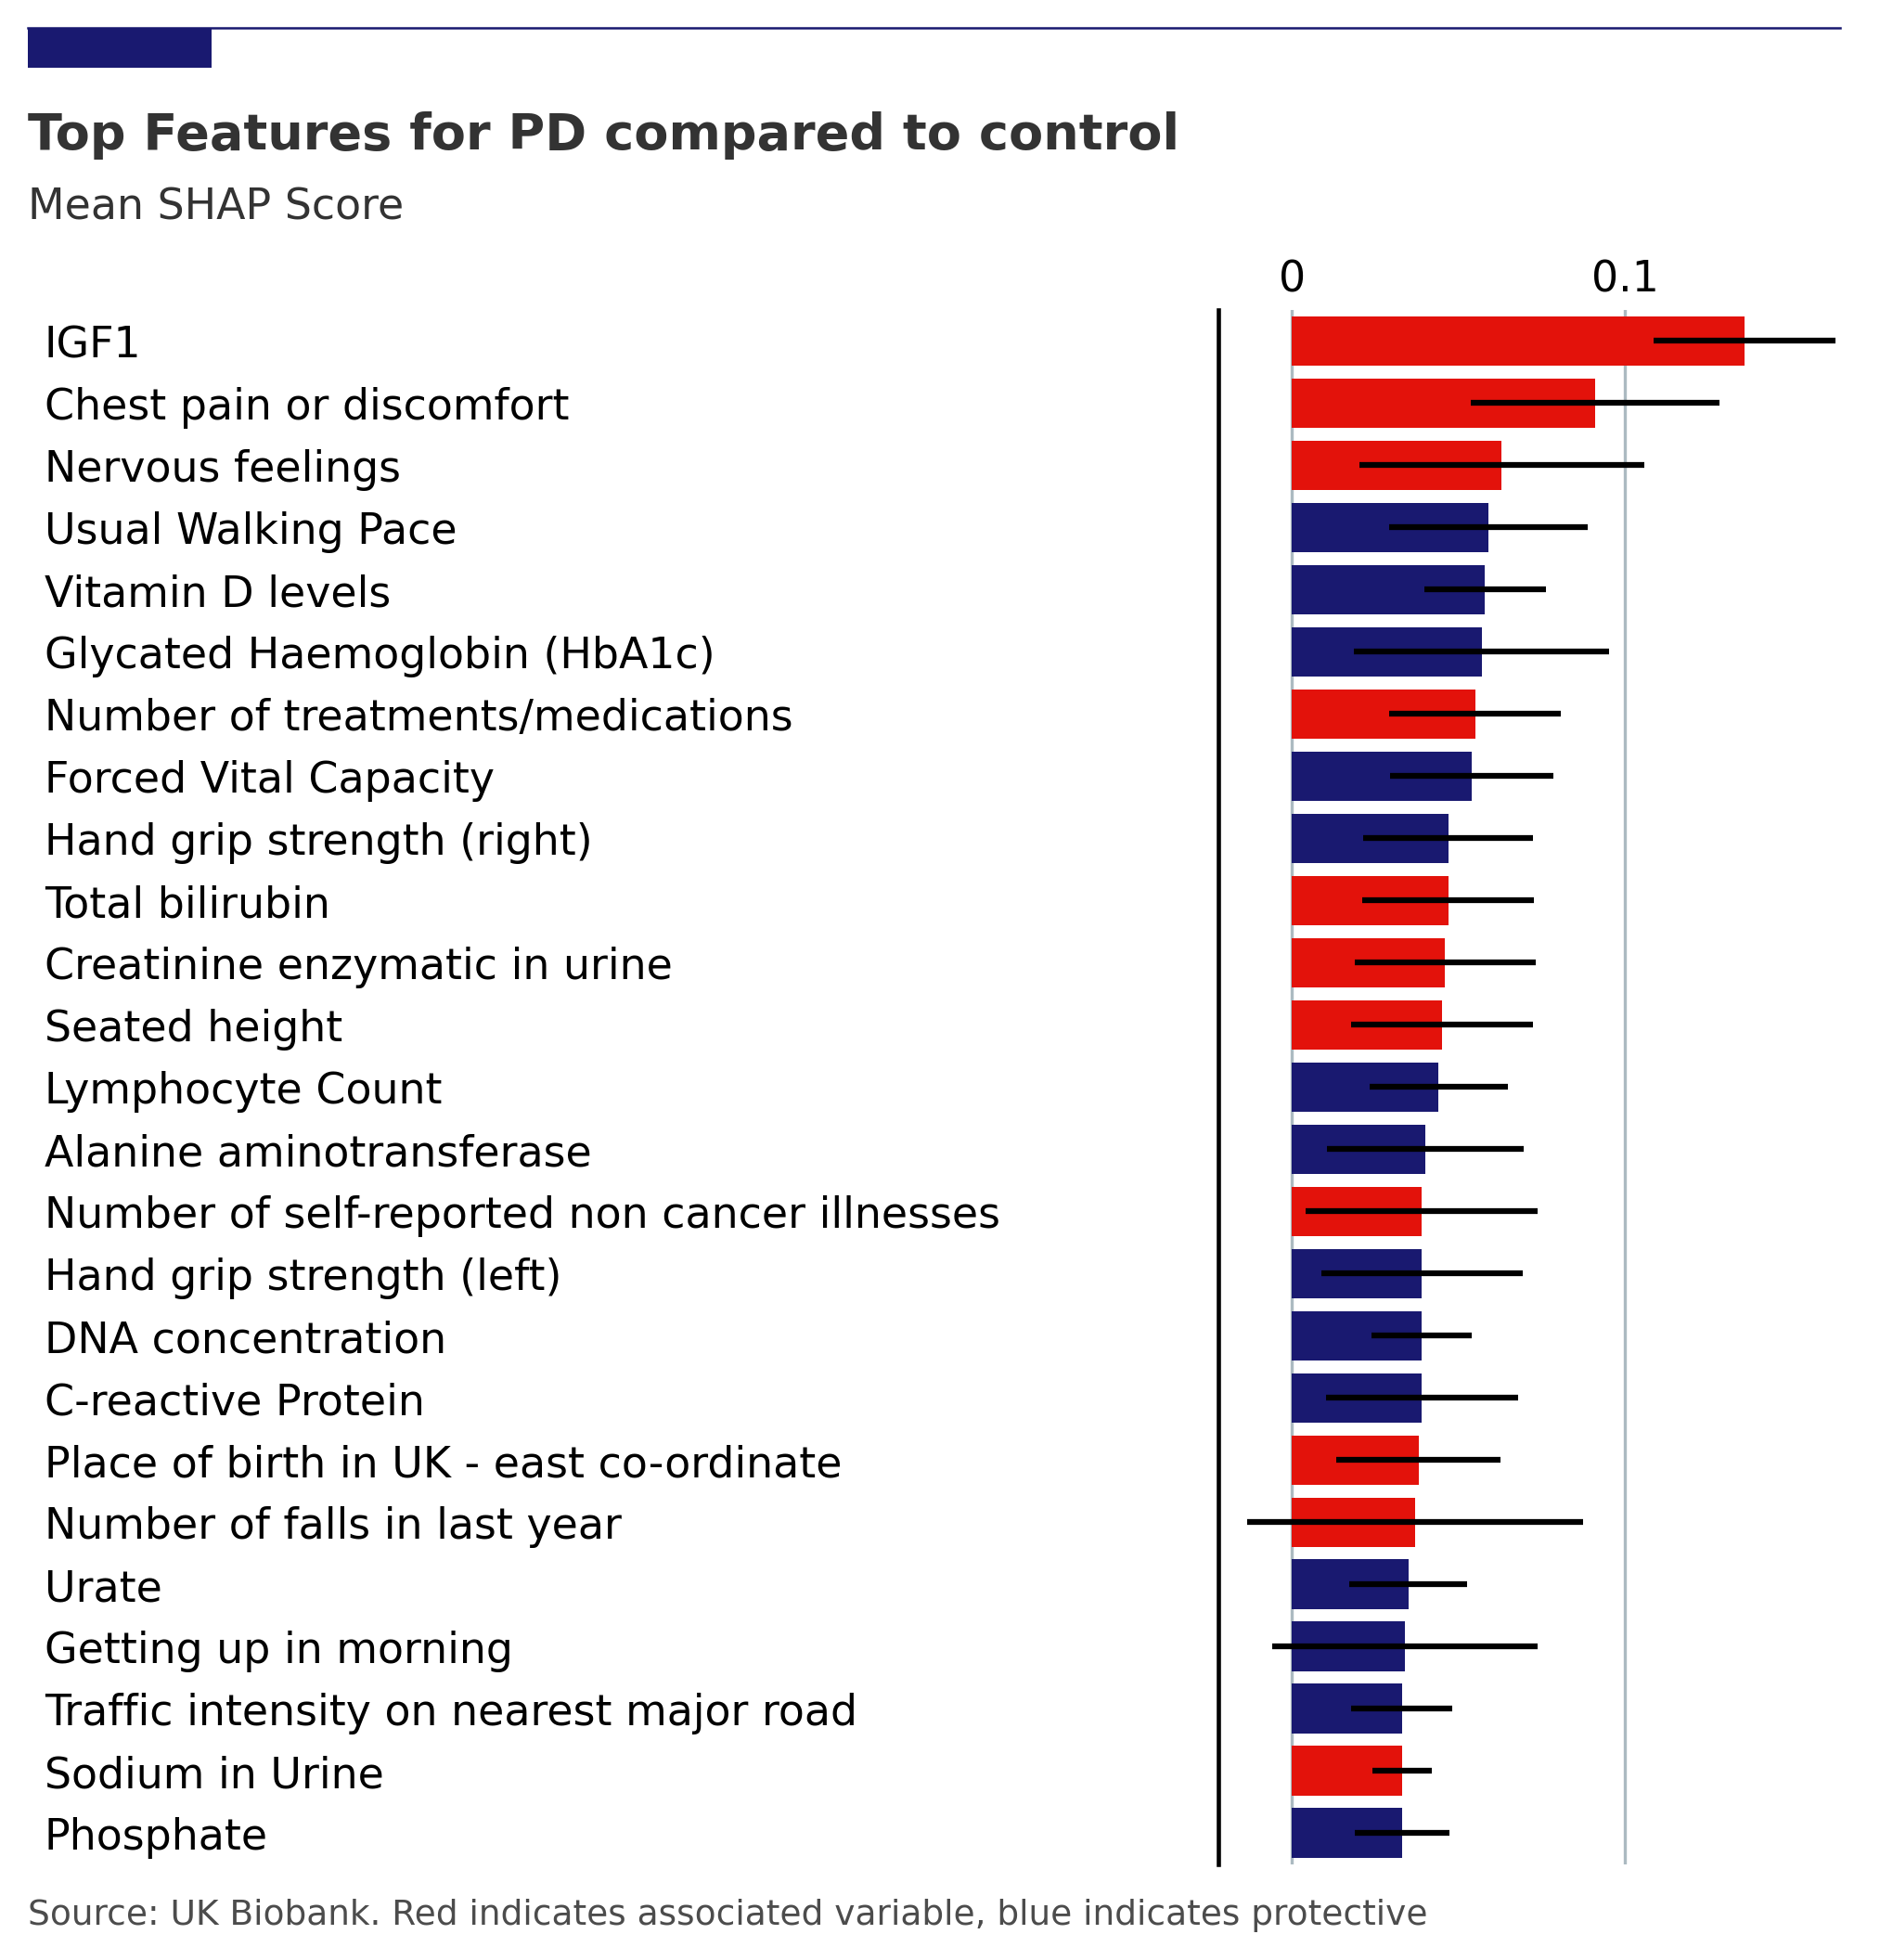 Top Features for PD compared to control
Mean SHAP Score
0 0.1
IGF1
Chest pain or discomfort
Nervous feelings
Usual Walking Pace
Vitamin D levels
Glycated Haemoglobin (HbA1c)
Number of treatments/medications
Forced Vital Capacity
Hand grip strength (right)
Total bilirubin
Creatinine enzymatic in urine
Seated height
Lymphocyte Count
Alanine aminotransferase
Number of self-reported non cancer illnesses
Hand grip strength (left)
DNA concentration
C-reactive Protein
Place of birth in UK - east co-ordinate
Number of falls in last year
Urate
Getting up in morning
Traffic intensity on nearest major road
Sodium in Urine
Phosphate
Source: UK Biobank. Red indicates associated variable, blue indicates protective